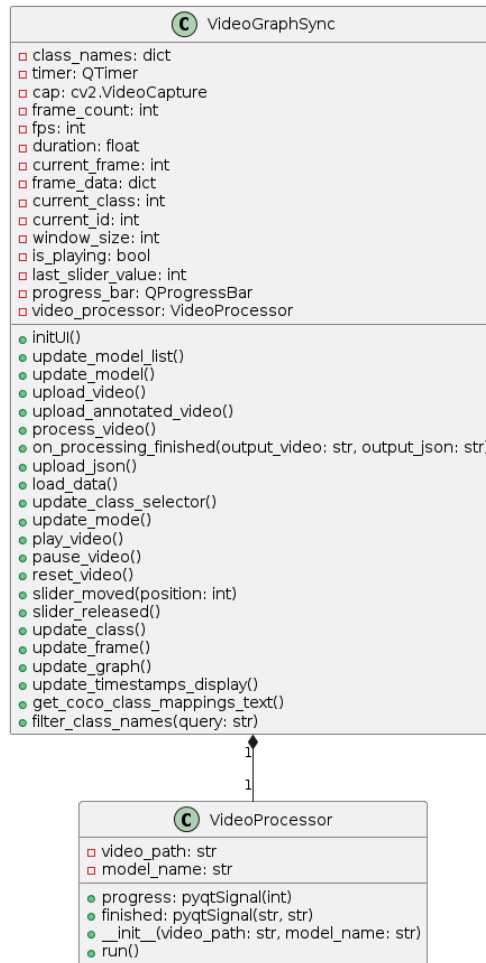 C VideoGraphSync
class_names: dict
timer: QTimer
cap: cv2.VideoCapture
frame_count: int
fps: int
duration: float
current_frame: int
frame_data: dict
current_class: int
current_id: int
window_size: int
is_playing: bool
last_slider_value: int
progress_bar: QProgressBar
video_processor: VideoProcessor
initUI()
update_model_list()
update_model()
upload_video()
upload_annotated_video()
process_video()
on_processing_finished(output_video: str, output_json: str)
upload_json()
load_data()
update_class_selector()
update_mode()
play_video()
pause_video()
reset_video()
slider_moved(position: int)
slider_released()
update_class()
update_frame()
update_graph()
update_timestamps_display()
get_coco_class_mappings_text()
filter_class_names(query: str)
1
1
C VideoProcessor
video_path: str
model_name: str
progress: pyqtSignal(int)
finished: pyqtSignal(str, str)
__init__(video_path: str, model_name: str)
run()